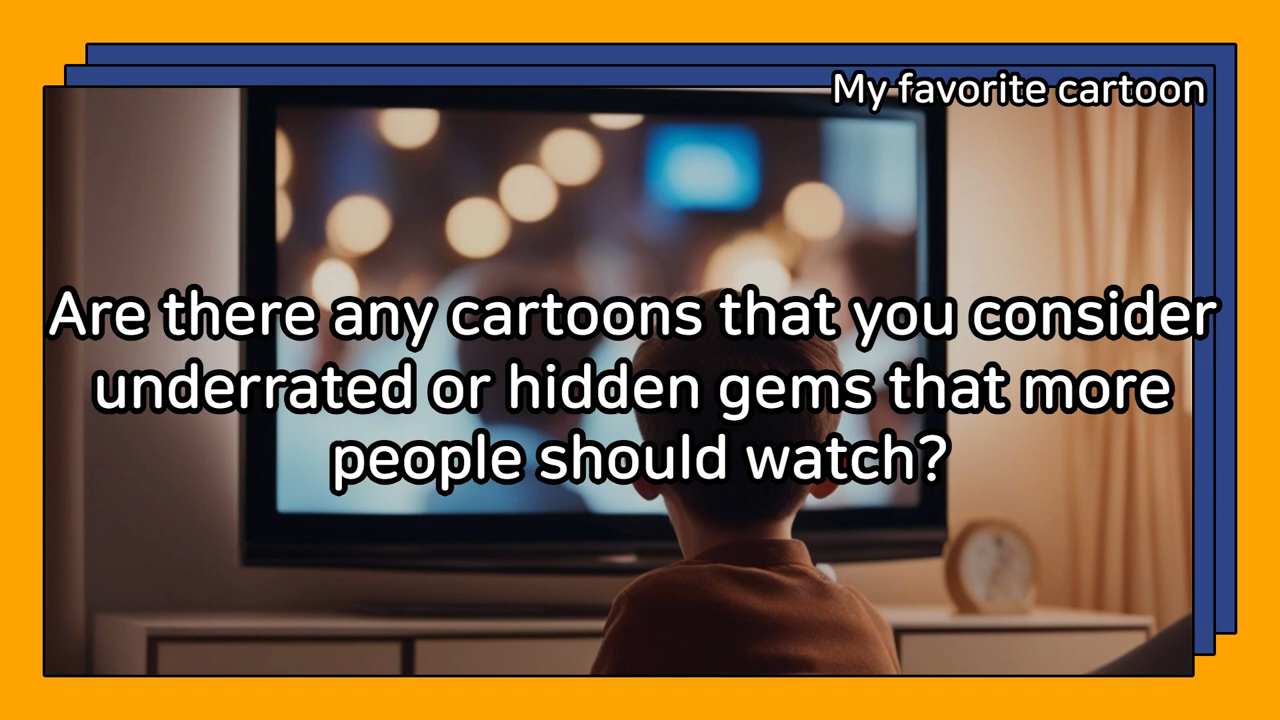 My favorite cartoon
Are there any cartoons that you consider
underrated or hidden gems that more
people should watch?